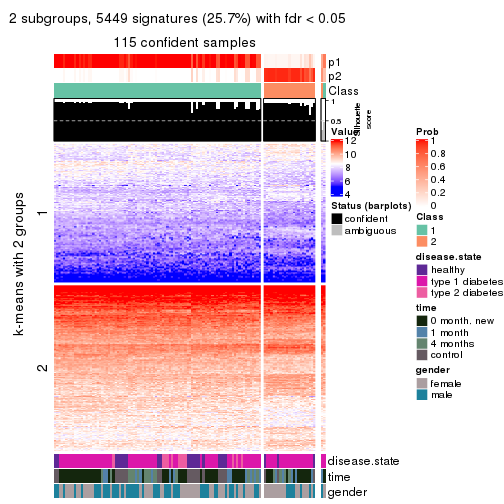 2 subgroups, 5449 signatures (25.7%) with fdr < 0.05
115 confident samples
p1
p2
Class
1
0.5
0
Silhouette
score
k-means with 2 groups
1
2
disease.state
time
gender
Value
12
10
8
6
4
Status (barplots)
confident
ambiguous
Prob
1
0.8
0.6
0.4
0.2
0
Class
1
2
disease.state
healthy
type 1 diabetes
type 2 diabetes
time
0 month. new
1 month
4 months
control
gender
female
male